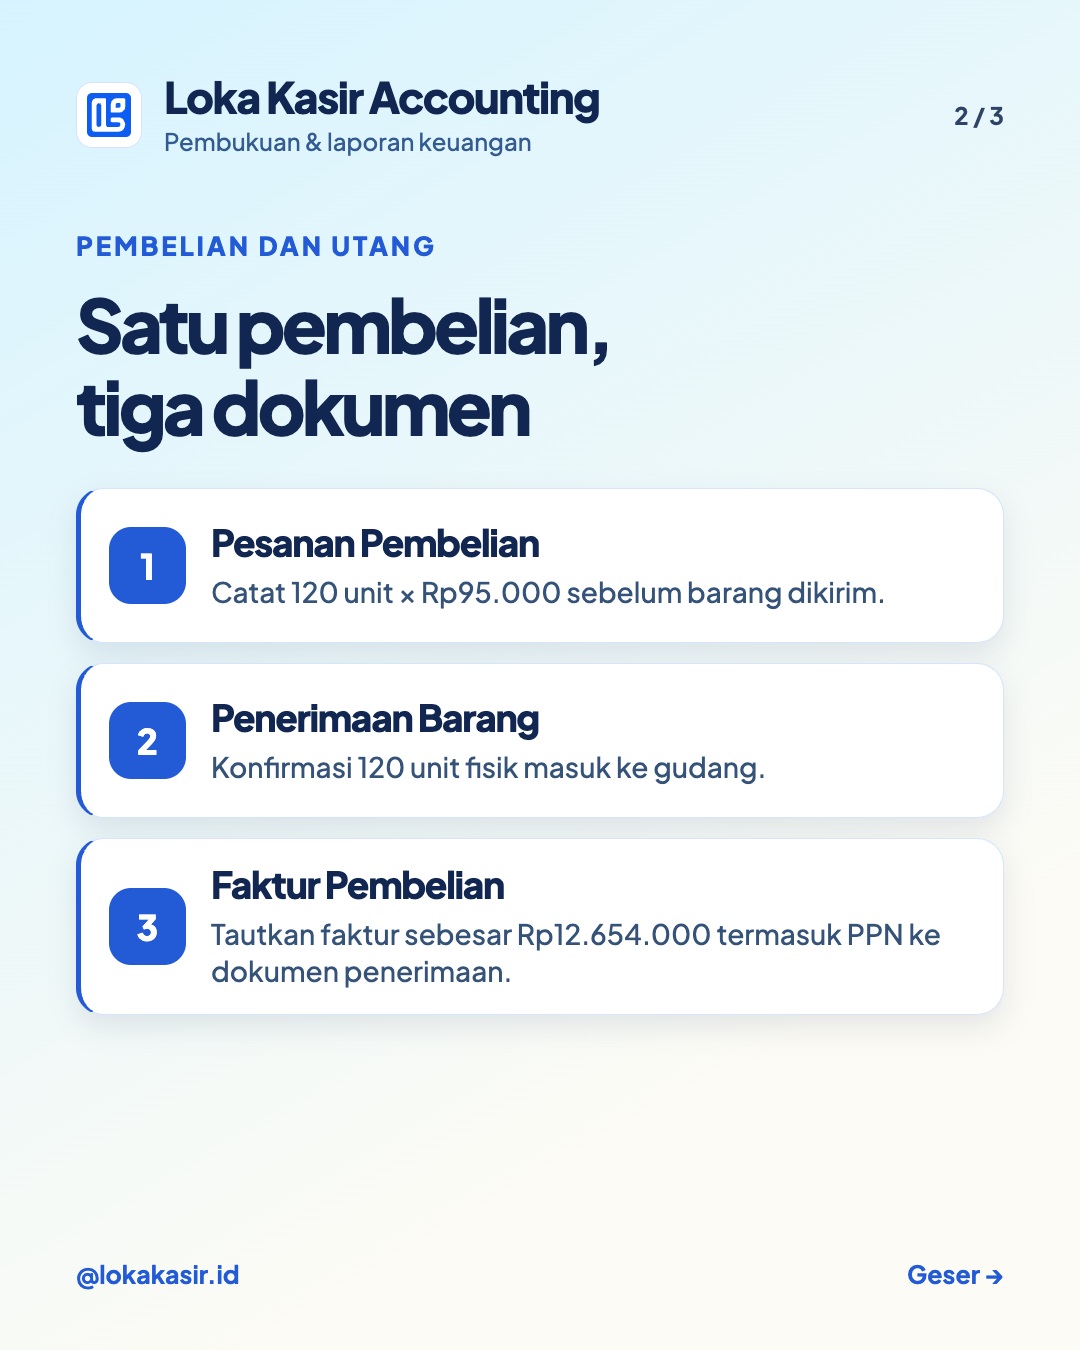 Loka Kasir Accounting
Pembukuan & laporan keuangan
2 / 3
PEMBELIAN DAN UTANG
Satu pembelian,
tiga dokumen
1
Pesanan Pembelian
Catat 120 unit × Rp95.000 sebelum barang dikirim.
2
Penerimaan Barang
Konfirmasi 120 unit fisik masuk ke gudang.
3
Faktur Pembelian
Tautkan faktur sebesar Rp12.654.000 termasuk PPN ke
dokumen penerimaan.
@lokakasir.id
Geser →